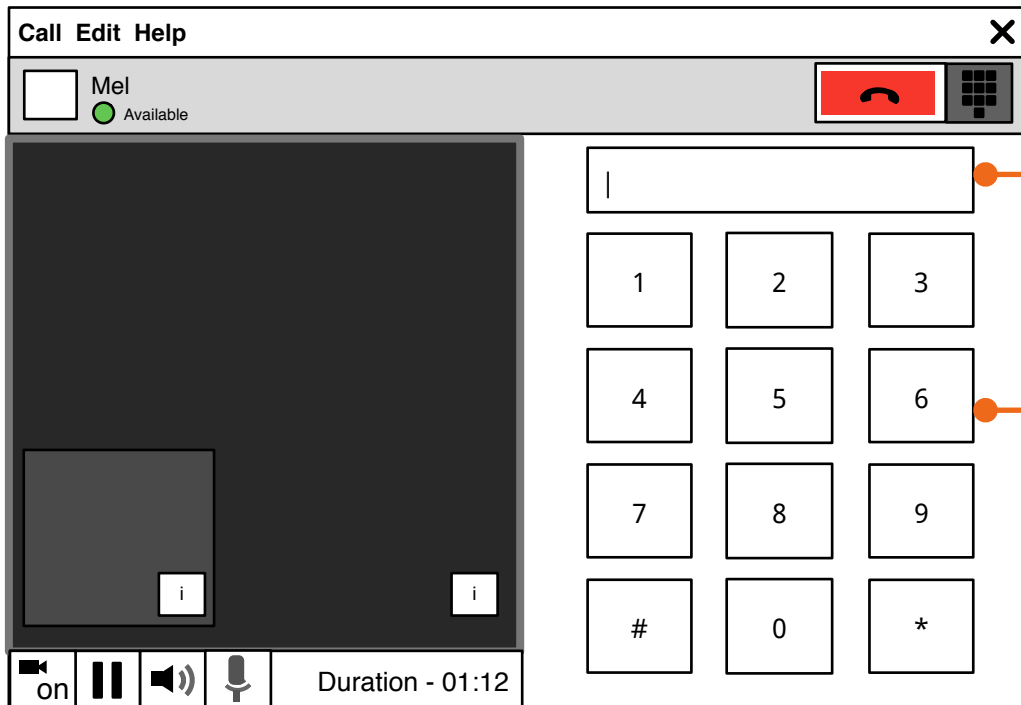 Call Edit Help
Mel
Available
1 2 3
4 5 6
7 8 9
# 0 *
i i
on
Duration - 01:12